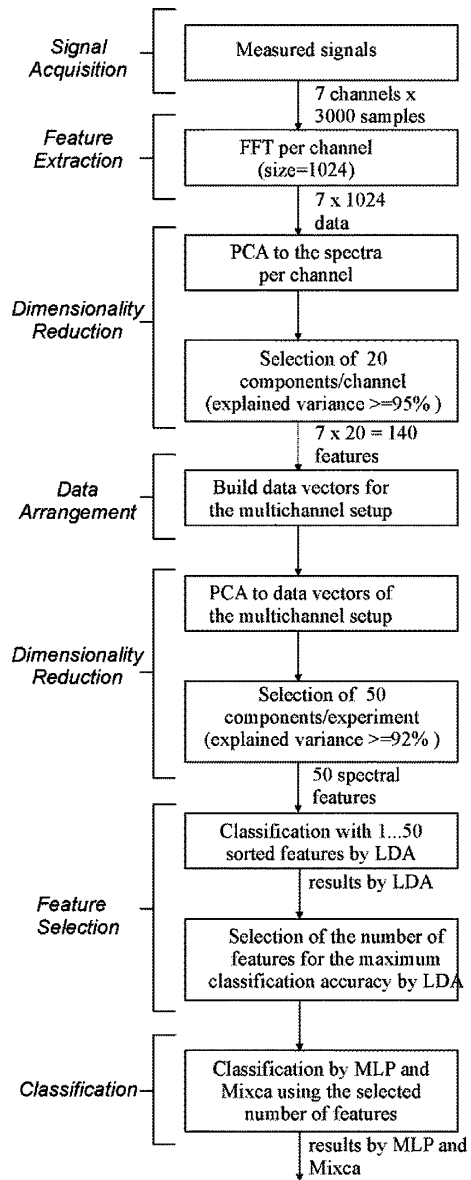 Signal
Acquisition
Measured signals
7 channels x
3000 samples
Feature
Extraction
FFT per channel
(size=1024)
7 x 1024
data
Dimensionality
Reduction
PCA to the spectra
per channel
Selection of 20
components/channel
(explained variance >=95% )
7 x 20 = 140
features
Data
Arrangement
Build data vectors for
the multichannel setup
Dimensionality
Reduction
PCA to data vectors of
the multichannel setup
Selection of 50
components/experiment
(explained variance >=92% )
50 spectral
features
Feature
Selection
Classification with 1...50
sorted features by LDA
results by LDA
Selection of the number of
features for the maximum
classification accuracy by LDA
Classification
Classification by MLP and
Mixca using the selected
number of features
results by MLP and
Mixca